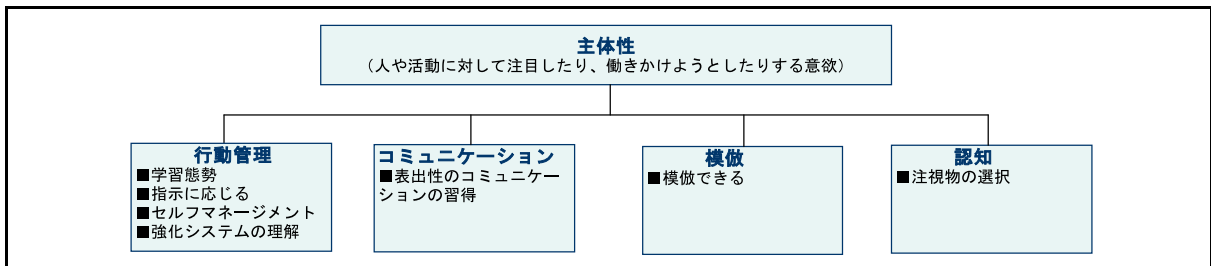 主体性
（人や活動に対して注目したり、働きかけようとしたりする意欲）
行動管理
■学習態勢
■指示に応じる
■セルフマネージメント
■強化システムの理解
コミュニケーション
■表出性のコミュニケー
ションの習得
模倣
■模倣できる
認知
■注視物の選択